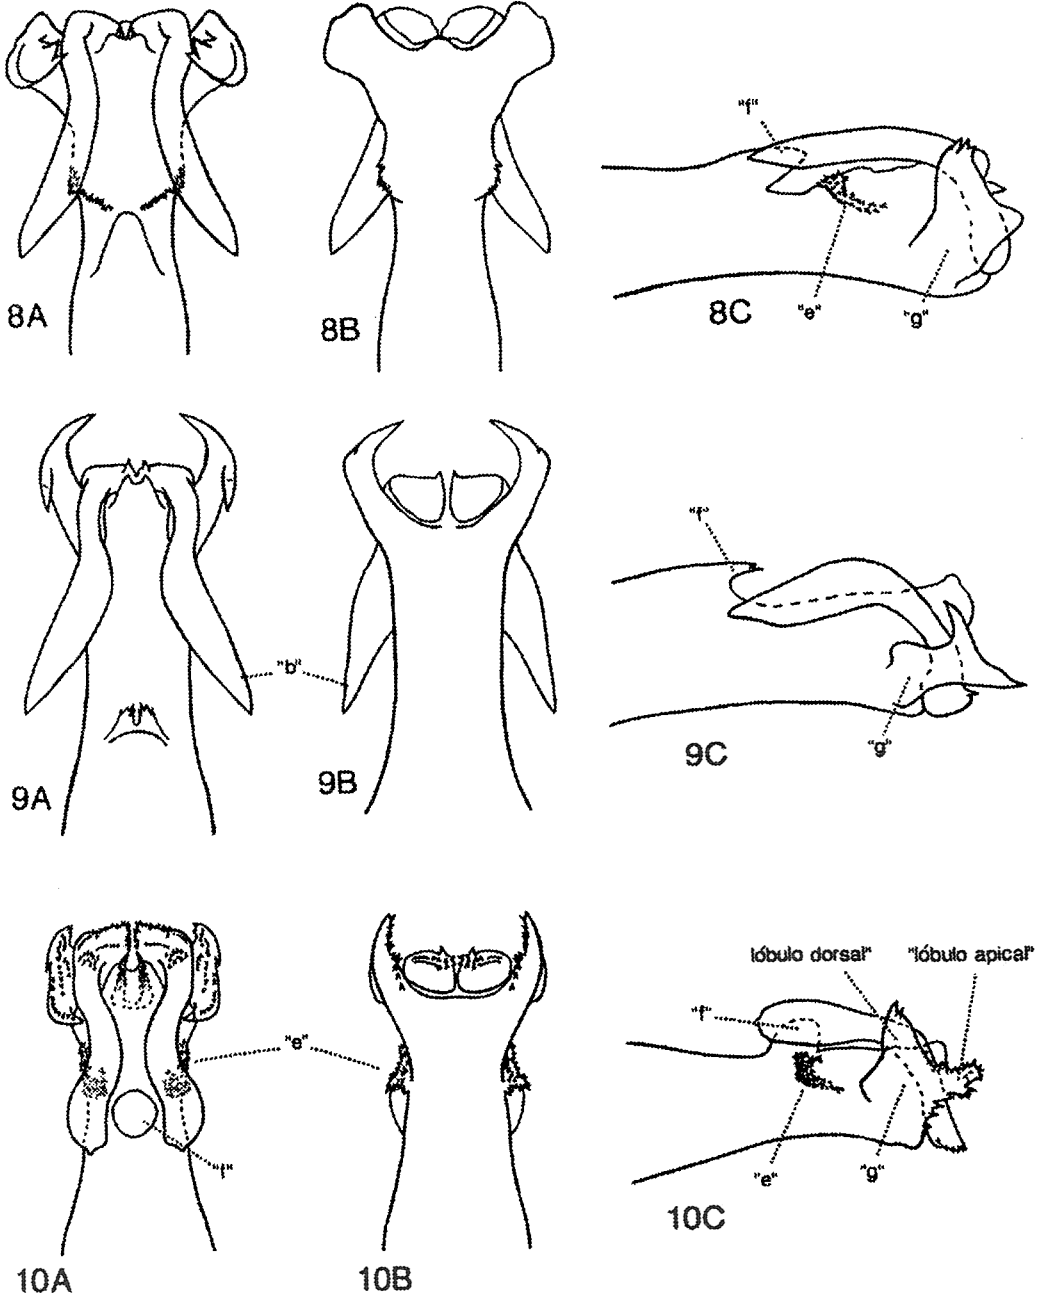 "f"
8A
8B
8C
"e"
"g"
"f"
"b"
9A
9B
9C
"g"
lóbulo dorsal" "lóbulo apical"
"f"
"e"
"f"
"e"
"g"
10A
10B
10C